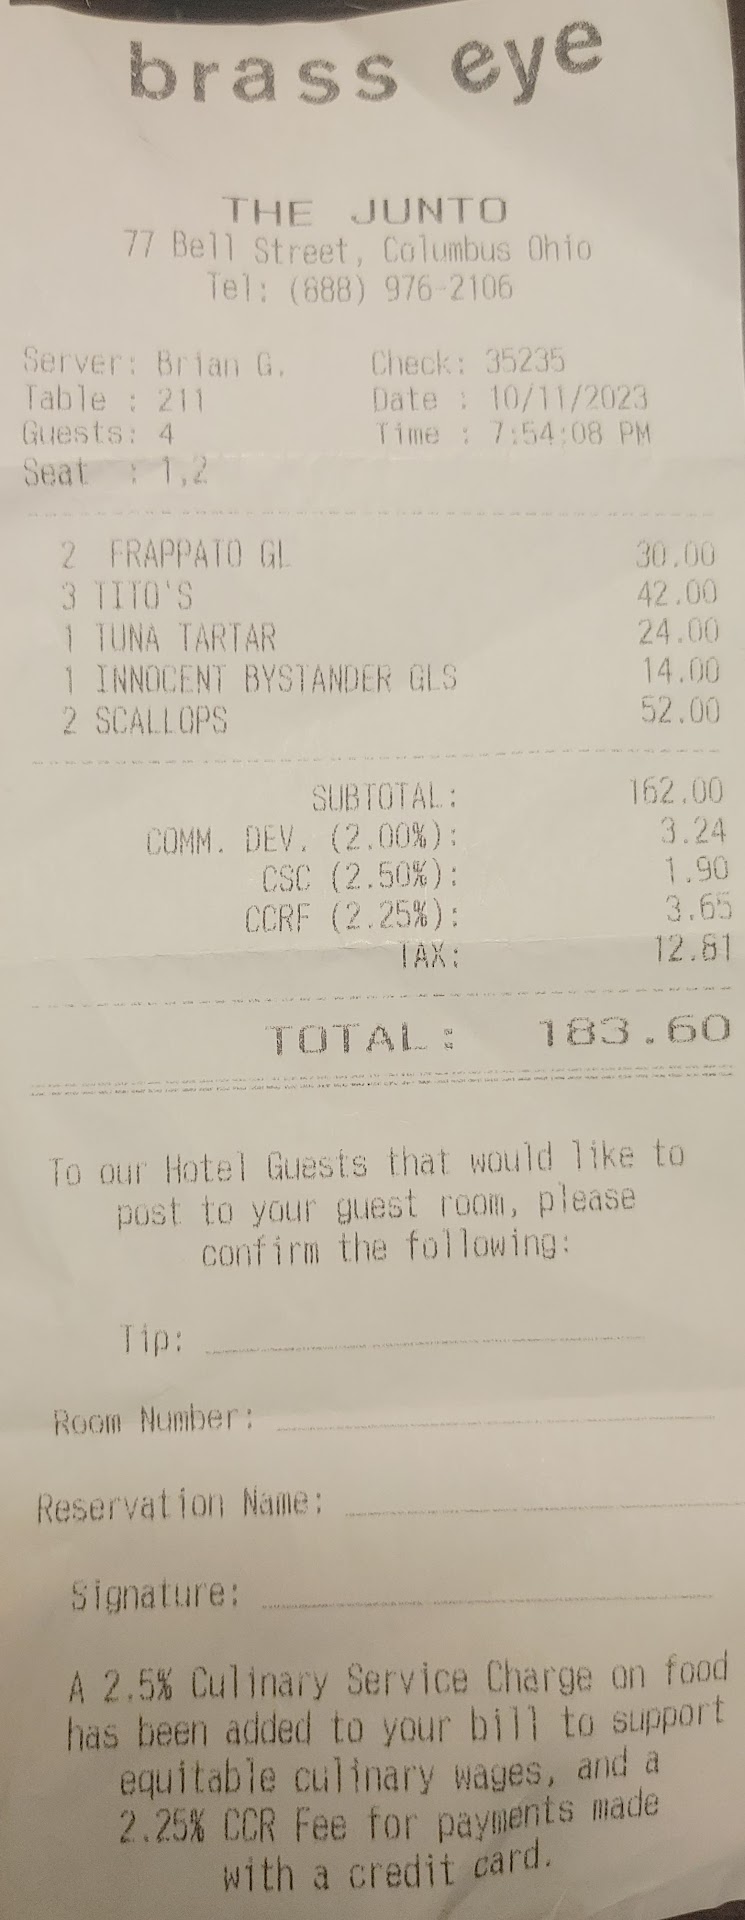 brass eye
THE JUNTO
77 Bell Street, Columbus Ohio
Tel: (888) 976-2106
Server: Brian G. Check: 35235
Table : 211 Date : 10/11/2023
Guests: 4 Time : 7:54:08 PM
Seat : 1,2
2 FRAPPATO GL 30.00
3 TITO'S 42.00
1 TUNA TARTAR 24.00
1 INNOCENT BYSTANDER GLS 14.00
2 SCALLOPS 52.00
SUBTOTAL: 162.00
COMM. DEV. (2.00%): 3.24
CSC (2.50%): 1.90
CCRF (2.25%): 3.65
TAX: 12.81
TOTAL: 183.60
To our Hotel Guests that would like to
post to your guest room, please
confirm the following:
Tip:
Room Number:
Reservation Name:
Signature:
A 2.5% Culinary Service Charge on food
has been added to your bill to support
equitable culinary wages, and a
2.25% CCR Fee for payments made
with a credit card.